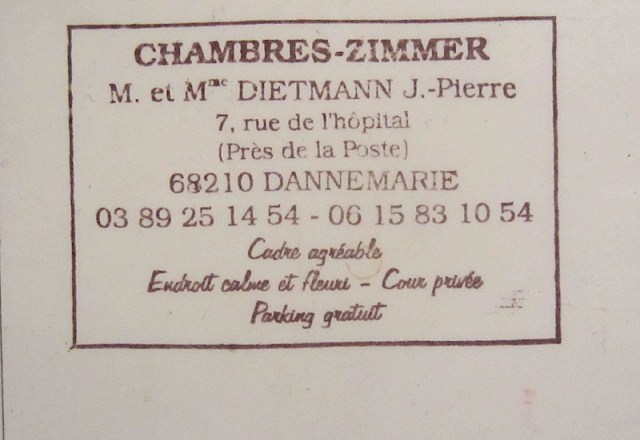 CHAMBRES-ZIMMER
M. et Mme DIETMANN J.-Pierre
7, rue de l'hôpital
(Près de la Poste)
68210 DANNEMARIE
03 89 25 14 54 - 06 15 83 10 54
Cadre agréable
Endroit calme et fleuri - Cour privée
Parking gratuit